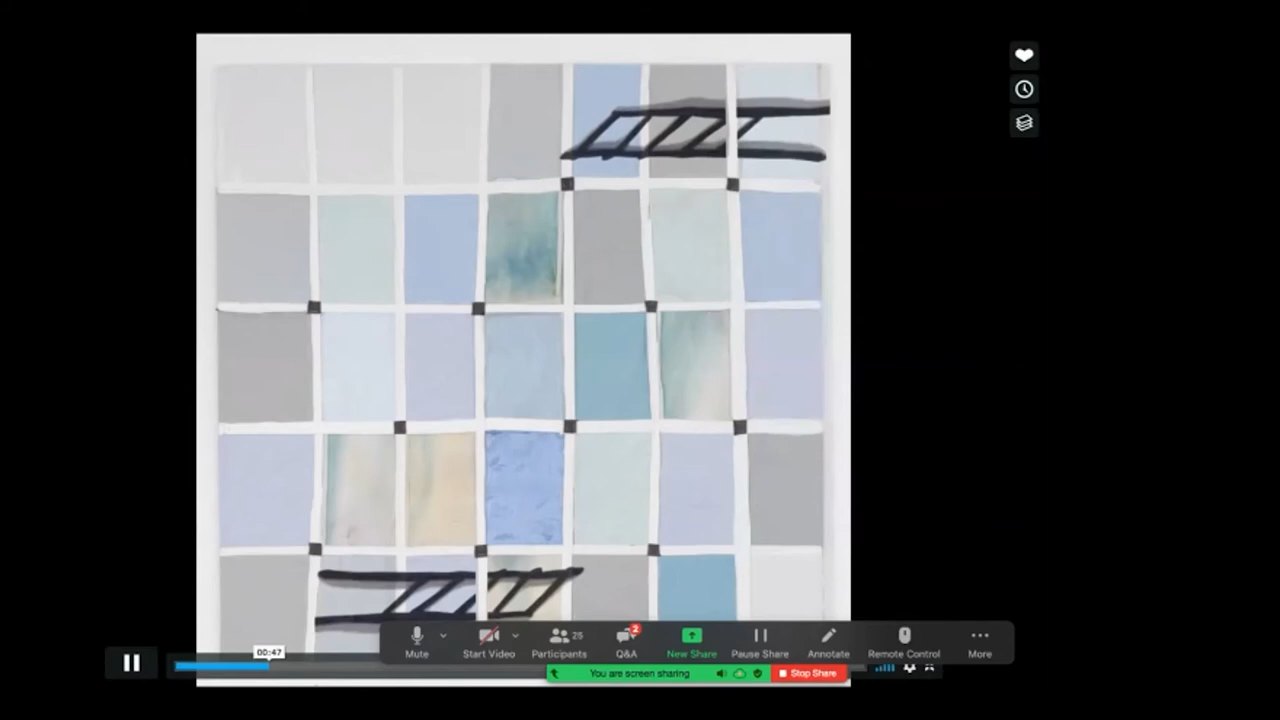 00:47
Mute
Start Video
25
Participants
2
Q&A
New Share
Pause Share
Annotate
Remote Control
More
You are screen sharing
Stop Share